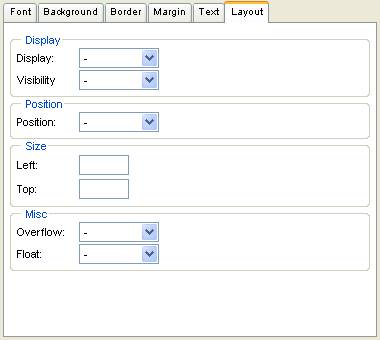 Font Background Border Margin Text Layout
Display
Display: -
Visibility -
Position
Position: -
Size
Left:
Top:
Misc
Overflow: -
Float: -